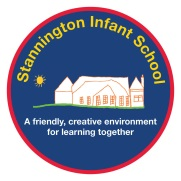 Stannington Infant School
A friendly, creative environment
for learning together